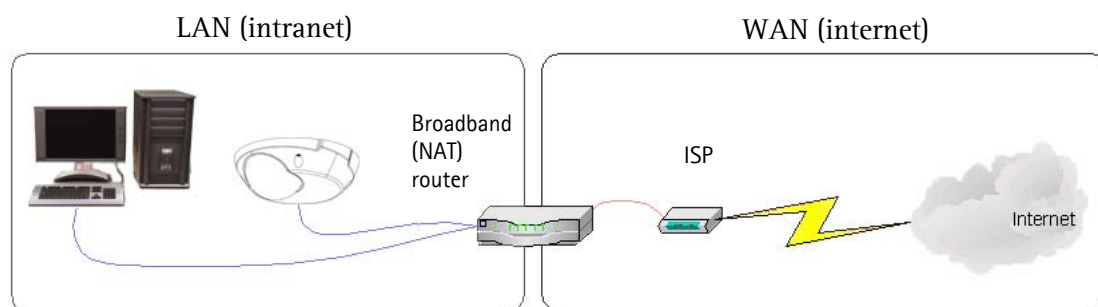 LAN (intranet)
WAN (internet)
Broadband
(NAT)
router
ISP
Internet